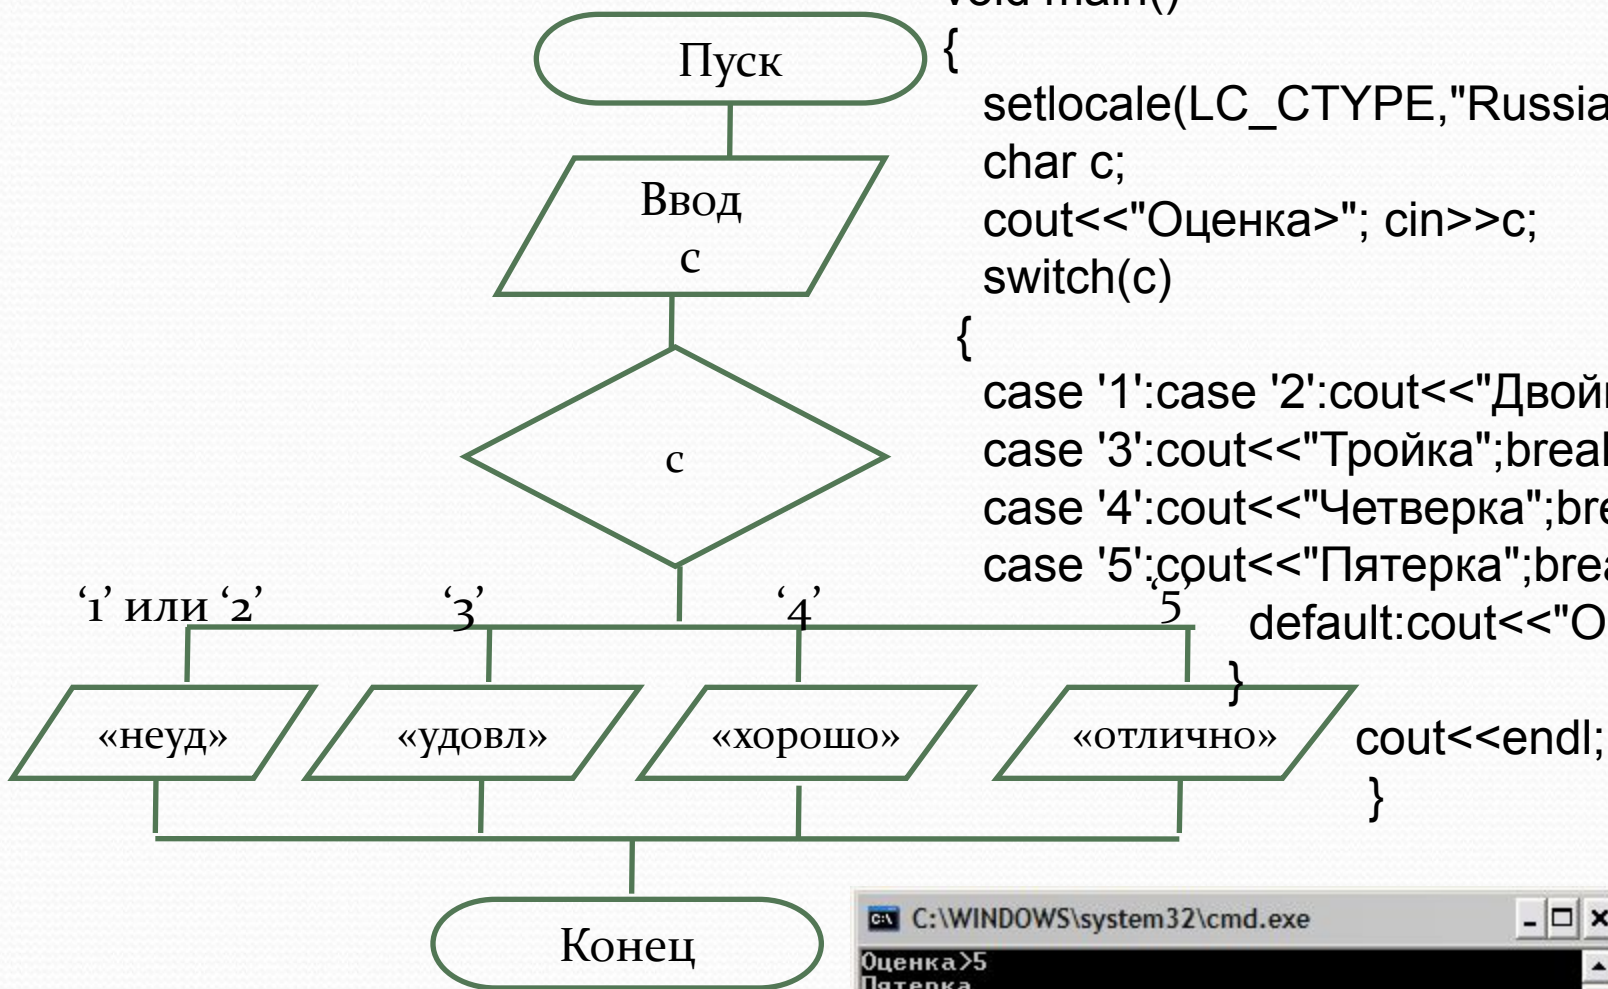 Пуск
Ввод
с
с
‘1’ или ‘2’
‘3’
‘4’
‘5’
«неуд»
«удовл»
«хорошо»
«отлично»
Конец
void main()
{
setlocale(LC_CTYPE,"Russia
char c;
cout<<"Оценка>"; cin>>c;
switch(c)
{
case '1':case '2':cout<<"Двой
case '3':cout<<"Тройка";brea
case '4':cout<<"Четверка";bre
case '5':cout<<"Пятерка";brea
default:cout<<"О
}
cout<<endl;
}
C:\WINDOWS\system32\cmd.exe
Оценка>5
Пятерка